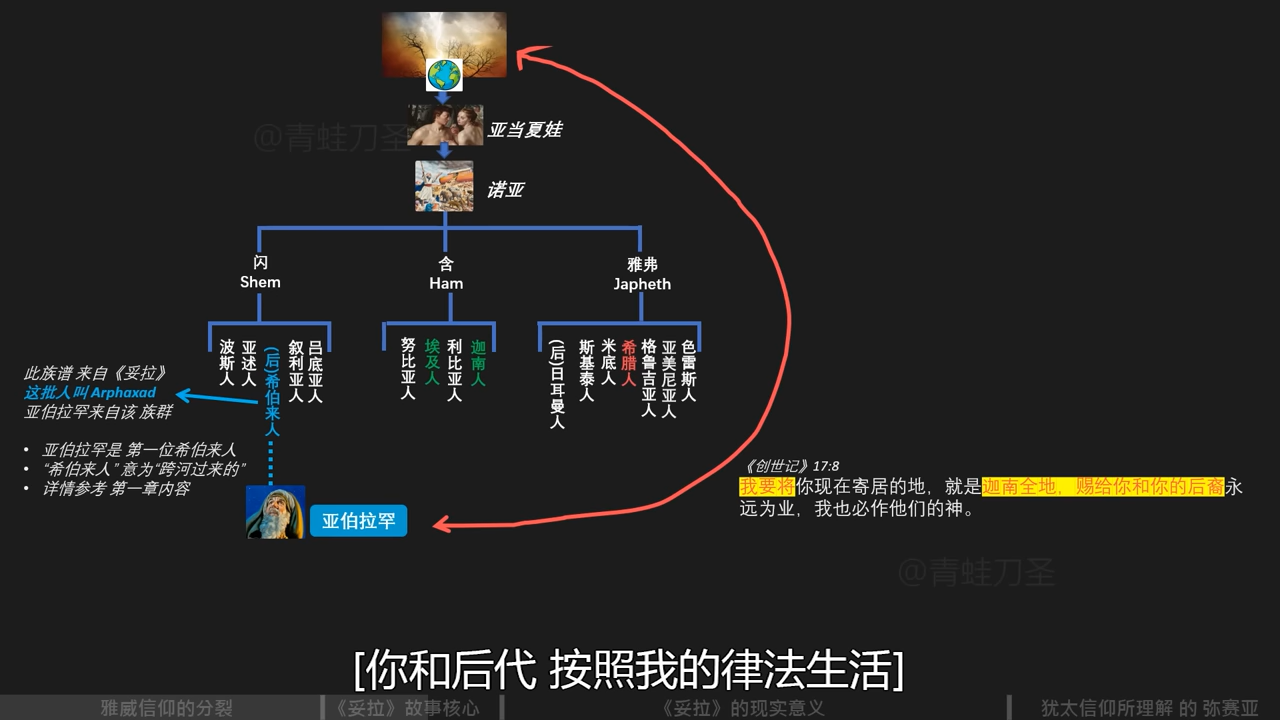 @青蛙刀圣
亚当夏娃
诺亚
闪
Shem
含
Ham
雅弗
Japheth
波斯人
亚述人
(后)希伯来人
叙利亚人
吕底亚人
努比亚人
埃及人
利比亚人
迦南人
(后)日耳曼人
斯基泰人
米底人
希腊人
格鲁吉亚人
亚美尼亚人
色雷斯人
此族谱 来自《妥拉》
这批人叫 Arphaxad
亚伯拉罕来自该 族群
• 亚伯拉罕是 第一位希伯来人
• “希伯来人” 意为“跨河过来的”
• 详情参考 第一章内容
亚伯拉罕
《创世记》17:8
我要将你现在寄居的地，就是迦南全地，赐给你和你的后裔永
远为业，我也必作他们的神。
@青蛙刀圣
[你和后代 按照我的律法生活]
雅威信仰的分裂
《妥拉》故事核心
《妥拉》的现实意义
犹太信仰所理解 的 弥赛亚